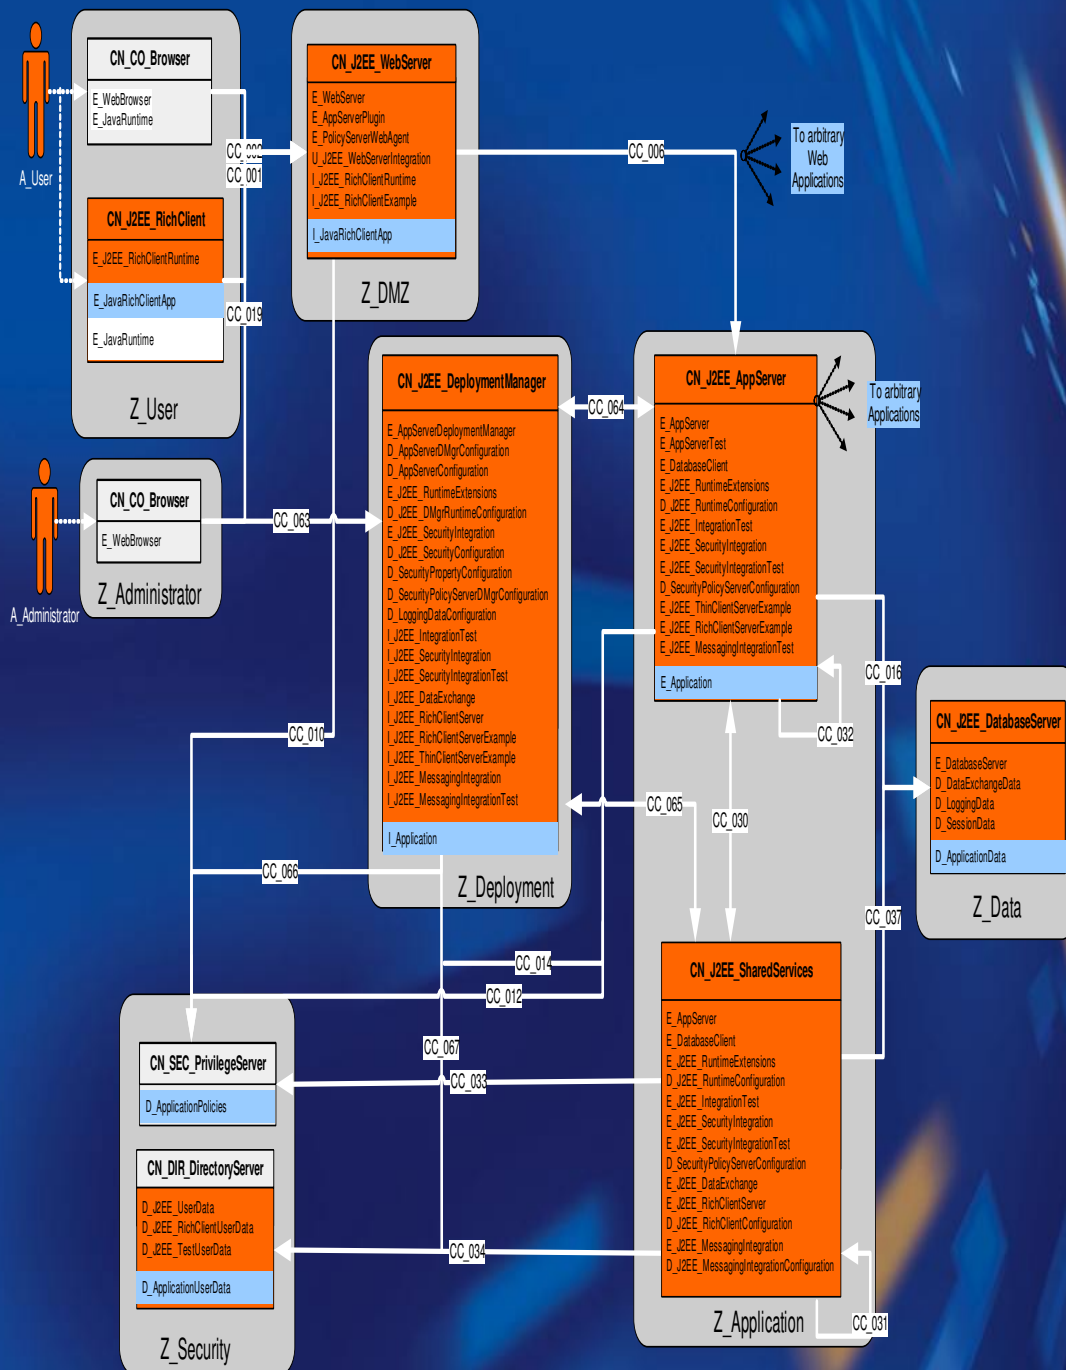 CN_CO_Browser
E_WebBrowser
E_JavaRuntime
A_User
CN_J2EE_RichClient
E_J2EE_RichClientRuntime
E_JavaRichClientApp
E_JavaRuntime
Z_User
CC_002
CC_001
CC_019
CN_J2EE_WebServer
E_WebServer
E_AppServerPlugin
E_PolicyServerWebAgent
U_J2EE_WebServerIntegration
I_J2EE_RichClientRuntime
I_J2EE_RichClientExample
I_JavaRichClientApp
Z_DMZ
CC_006
To arbitrary
Web
Applications
CN_CO_Browser
E_WebBrowser
Z_Administrator
A_Administrator
CC_063
CN_J2EE_DeploymentManager
E_AppServerDeploymentManager
D_AppServerDMgrConfiguration
D_AppServerConfiguration
E_J2EE_RuntimeExtensions
D_J2EE_DMgrRuntimeConfiguration
E_J2EE_SecurityIntegration
D_J2EE_SecurityConfiguration
D_SecurityPropertyConfiguration
D_SecurityPolicyServerDMgrConfiguration
D_LoggingDataConfiguration
I_J2EE_IntegrationTest
I_J2EE_SecurityIntegration
I_J2EE_SecurityIntegrationTest
I_J2EE_DataExchange
I_J2EE_RichClientServer
I_J2EE_RichClientServerExample
I_J2EE_ThinClientServerExample
I_J2EE_MessagingIntegration
I_J2EE_MessagingIntegrationTest
I_Application
Z_Deployment
CC_064
CN_J2EE_AppServer
E_AppServer
E_AppServerTest
E_DatabaseClient
E_J2EE_RuntimeExtensions
D_J2EE_RuntimeConfiguration
E_J2EE_IntegrationTest
E_J2EE_SecurityIntegration
E_J2EE_SecurityIntegrationTest
D_SecurityPolicyServerConfiguration
E_J2EE_ThinClientServerExample
E_J2EE_RichClientServerExample
E_J2EE_MessagingIntegrationTest
E_Application
To arbitrary
Applications
CC_016
CC_032
CC_010
CC_065
CC_030
CC_066
CN_J2EE_DatabaseServer
E_DatabaseServer
D_DataExchangeData
D_LoggingData
D_SessionData
D_ApplicationData
Z_Data
CC_037
CC_014
CC_012
CC_067
CC_033
CC_034
CN_J2EE_SharedServices
E_AppServer
E_DatabaseClient
E_J2EE_RuntimeExtensions
D_J2EE_RuntimeConfiguration
E_J2EE_IntegrationTest
E_J2EE_SecurityIntegration
E_J2EE_SecurityIntegrationTest
D_SecurityPolicyServerConfiguration
E_J2EE_DataExchange
E_J2EE_RichClientServer
D_J2EE_RichClientConfiguration
E_J2EE_MessagingIntegration
D_J2EE_MessagingIntegrationConfiguration
CC_031
Z_Application
CN_SEC_PrivilegeServer
D_ApplicationPolicies
CN_DIR_DirectoryServer
D_J2EE_UserData
D_J2EE_RichClientUserData
D_J2EE_TestUserData
D_ApplicationUserData
Z_Security